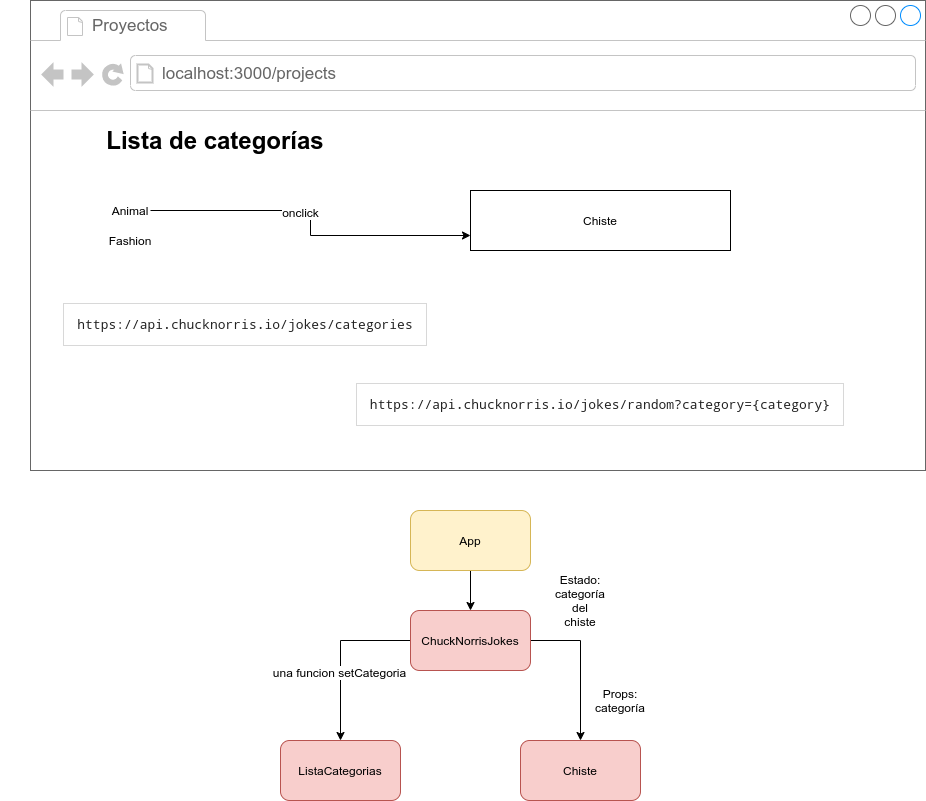 Proyectos
localhost:3000/projects
Lista de categorías
Animal
onclick
Chiste
Fashion
https://api.chucknorris.io/jokes/categories
https://api.chucknorris.io/jokes/random?category={category}
App
Estado:
categoría
del
chiste
ChuckNorrisJokes
una funcion setCategoria
Props:
categoría
ListaCategorias
Chiste